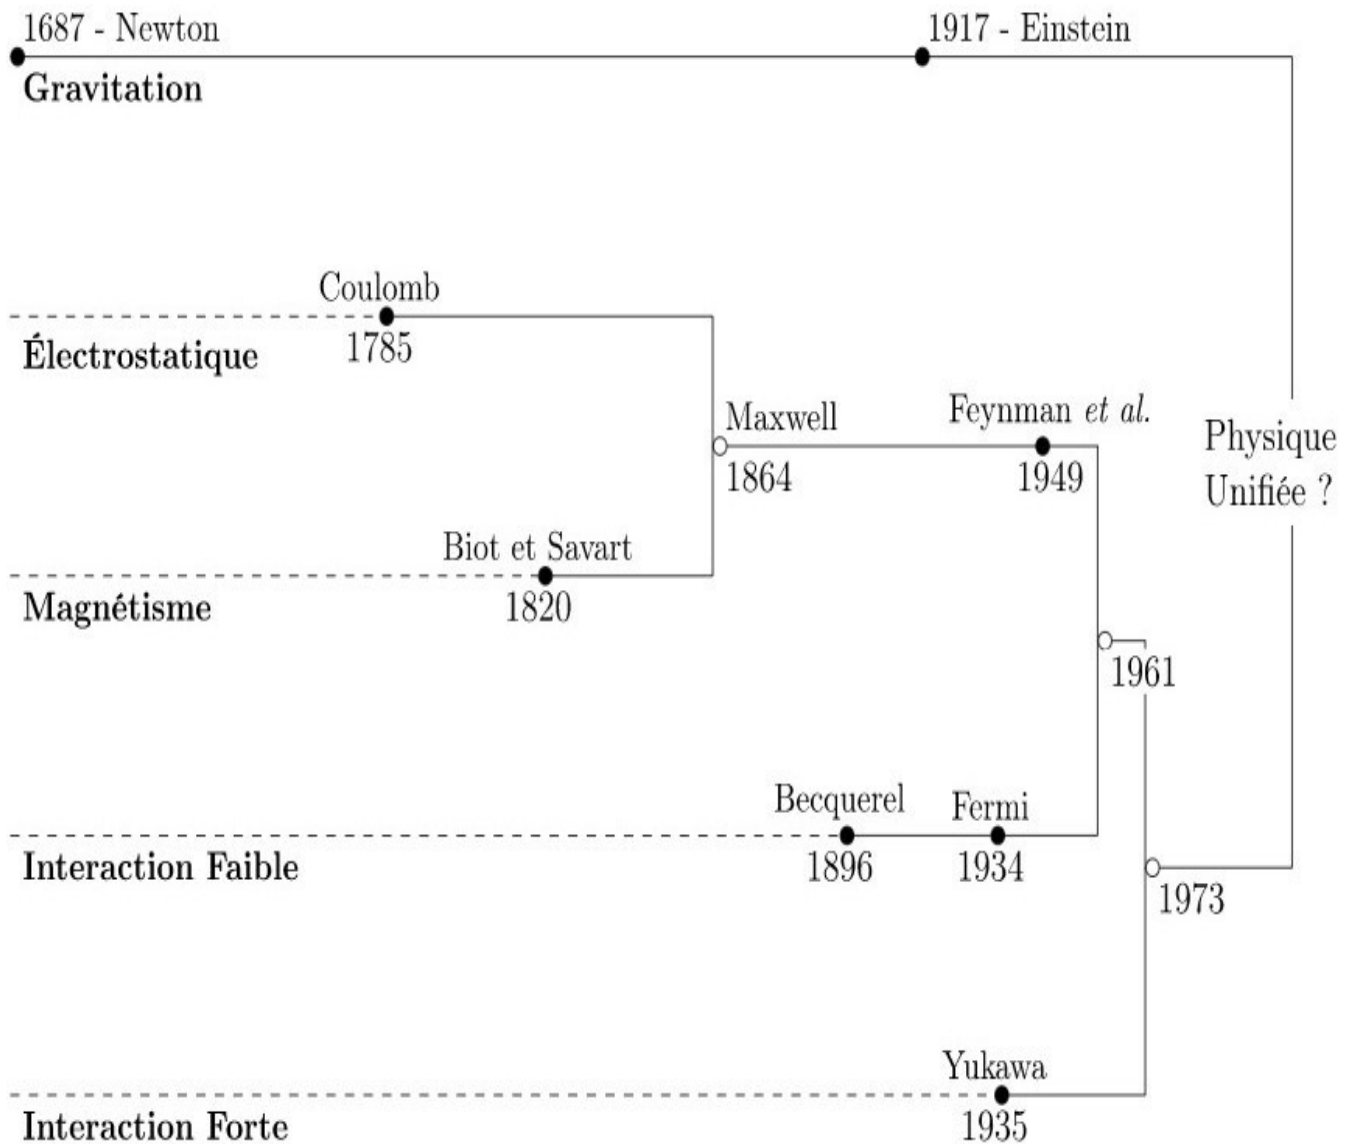 1687 - Newton
1917 - Einstein
Gravitation
Coulomb
1785
Électrostatique
Maxwell
1864
Feynman et al.
1949
Physique
Unifiée ?
Biot et Savart
1820
Magnétisme
1961
Becquerel
1896
Fermi
1934
Interaction Faible
1973
Yukawa
1935
Interaction Forte